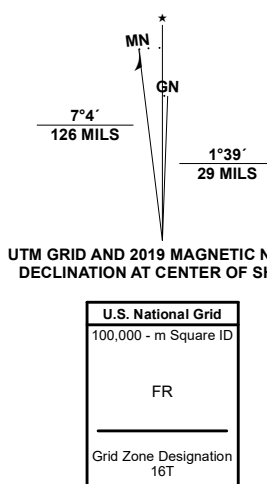 ★
MN
GN
7°4´
126 MILS
1°39´
29 MILS
UTM GRID AND 2019 MAGNETIC N
DECLINATION AT CENTER OF SH
U.S. National Grid
100,000 - m Square ID
FR
Grid Zone Designation
16T